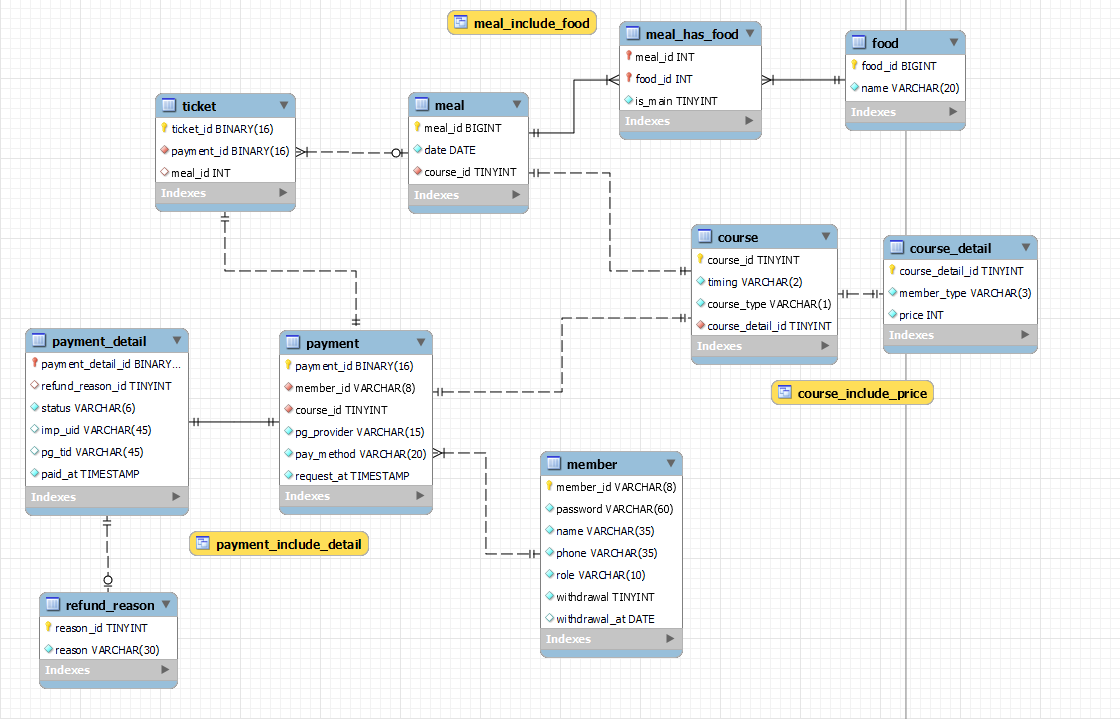 meal_include_food
meal_has_food
meal_id INT
food_id INT
is_main TINYINT
Indexes
food
food_id BIGINT
name VARCHAR(20)
Indexes
ticket
ticket_id BINARY(16)
payment_id BINARY(16)
meal_id INT
Indexes
meal
meal_id BIGINT
date DATE
course_id TINYINT
Indexes
course
course_id TINYINT
timing VARCHAR(2)
course_type VARCHAR(1)
course_detail_id TINYINT
Indexes
course_detail
course_detail_id TINYINT
member_type VARCHAR(3)
price INT
Indexes
payment_detail
payment_detail_id BINARY...
refund_reason_id TINYINT
status VARCHAR(6)
imp_uid VARCHAR(45)
pg_tid VARCHAR(45)
paid_at TIMESTAMP
Indexes
payment
payment_id BINARY(16)
member_id VARCHAR(8)
course_id TINYINT
pg_provider VARCHAR(15)
pay_method VARCHAR(20)
request_at TIMESTAMP
Indexes
course_include_price
member
member_id VARCHAR(8)
password VARCHAR(60)
name VARCHAR(35)
phone VARCHAR(35)
role VARCHAR(10)
withdrawal TINYINT
withdrawal_at DATE
Indexes
payment_include_detail
refund_reason
reason_id TINYINT
reason VARCHAR(30)
Indexes